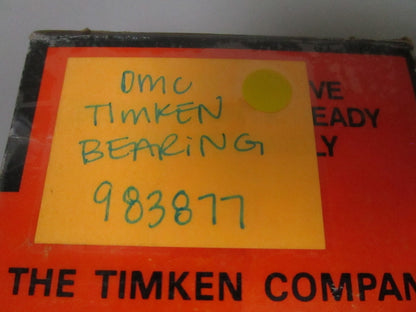 OMC
TIMKEN
BEARING
983877
VE
EADY
LY
THE TIMKEN COMPAN